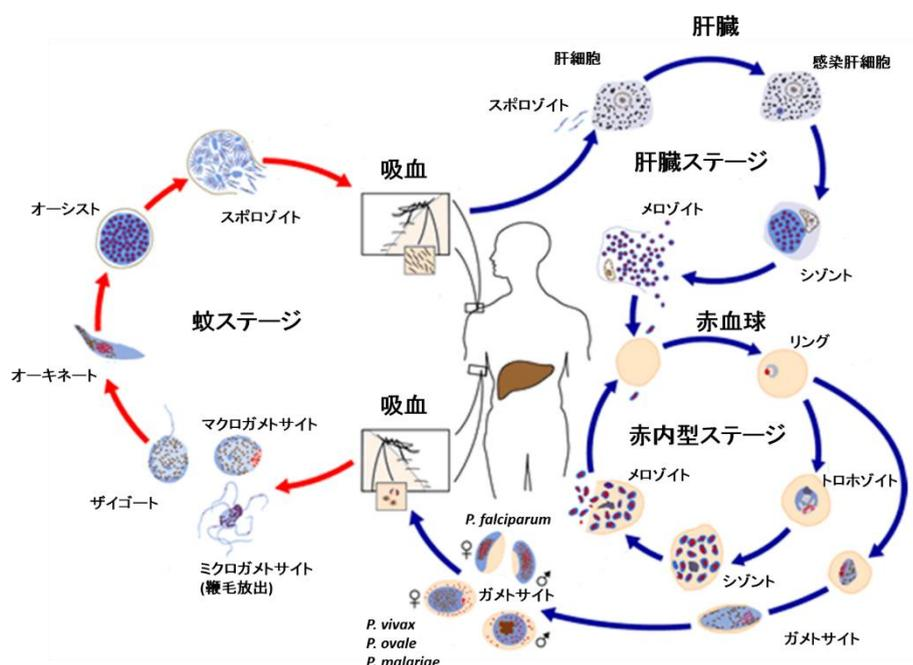 肝臓
肝細胞
感染肝細胞
スポロゾイト
吸血
肝臓ステージ
オーシスト
スポロゾイト
メロゾイト
シゾント
蚊ステージ
赤血球
リング
オーキネート
吸血
マクロガメトサイト
赤内型ステージ
ザイゴート
メロゾイト
トロホゾイト
P. falciparum
♀
♂
ミクロガメトサイト
(鞭毛放出)
シゾント
♀
ガメトサイト
♂
ガメトサイト
P. vivax
P. ovale
P. malariae